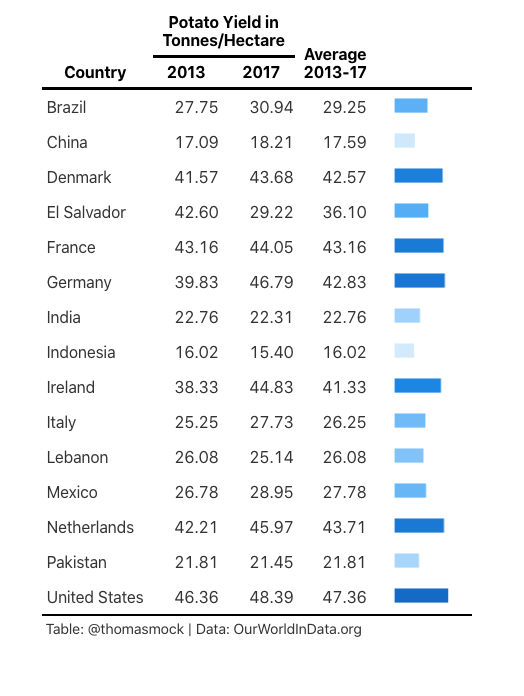 Potato Yield in
Tonnes/Hectare
Average
Country 2013 2017 2013-17
Brazil 27.75 30.94 29.25
China 17.09 18.21 17.59
Denmark 41.57 43.68 42.57
El Salvador 42.60 29.22 36.10
France 43.16 44.05 43.16
Germany 39.83 46.79 42.83
India 22.76 22.31 22.76
Indonesia 16.02 15.40 16.02
Ireland 38.33 44.83 41.33
Italy 25.25 27.73 26.25
Lebanon 26.08 25.14 26.08
Mexico 26.78 28.95 27.78
Netherlands 42.21 45.97 43.71
Pakistan 21.81 21.45 21.81
United States 46.36 48.39 47.36
Table: @thomasmock | Data: OurWorldInData.org